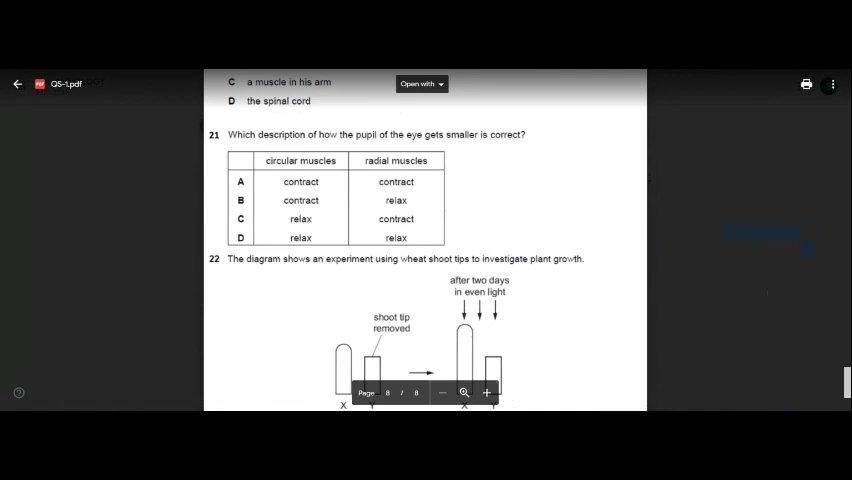 QS-1.pdf
Open with
C a muscle in his arm
D the spinal cord
21 Which description of how the pupil of the eye gets smaller is correct?
circular muscles radial muscles
A contract contract
B contract relax
C relax contract
D relax relax
22 The diagram shows an experiment using wheat shoot tips to investigate plant growth.
after two days
in even light
shoot tip
removed
Page 8 / 8
X Y X Y